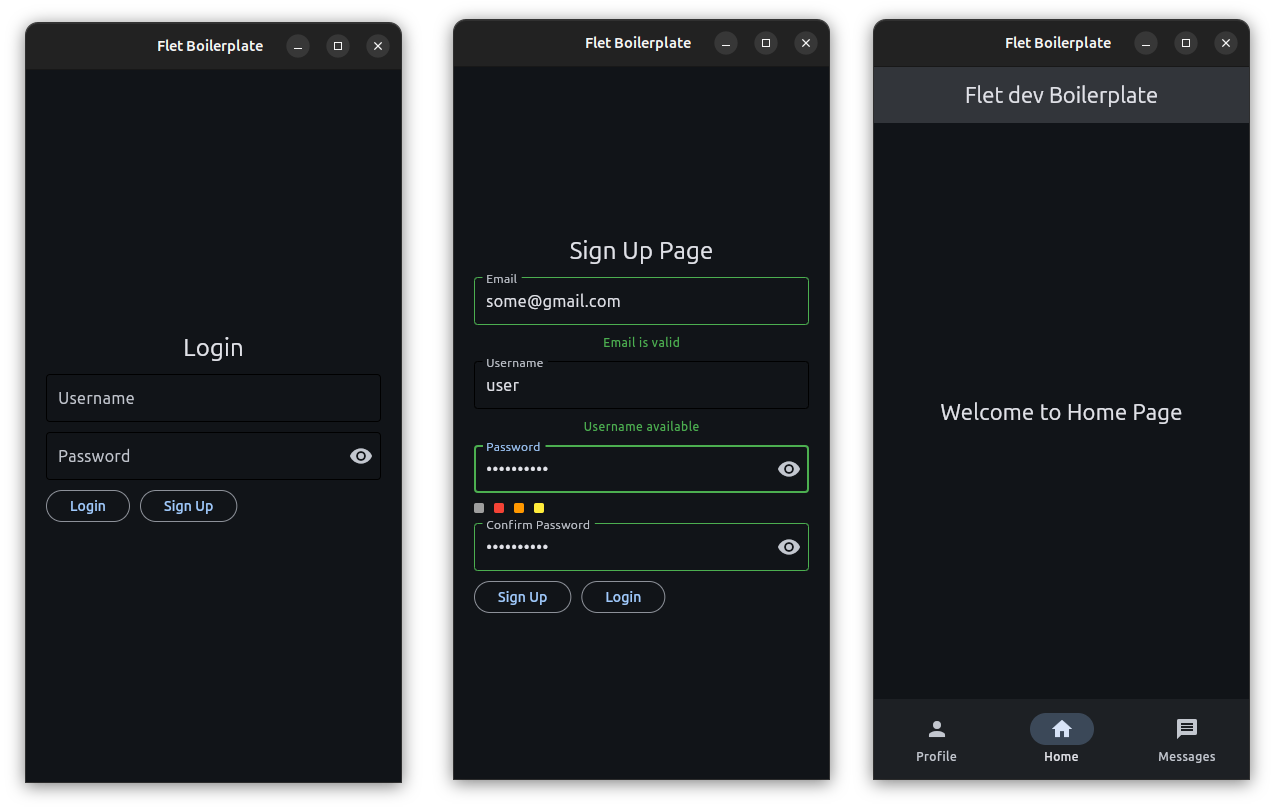 Flet Boilerplate
Login
Username
Password
Login Sign Up
Flet Boilerplate
Sign Up Page
Email
some@gmail.com
Email is valid
Username
user
Username available
Password
••••••••••
Confirm Password
••••••••••
Sign Up Login
Flet Boilerplate
Flet dev Boilerplate
Welcome to Home Page
Profile Home Messages